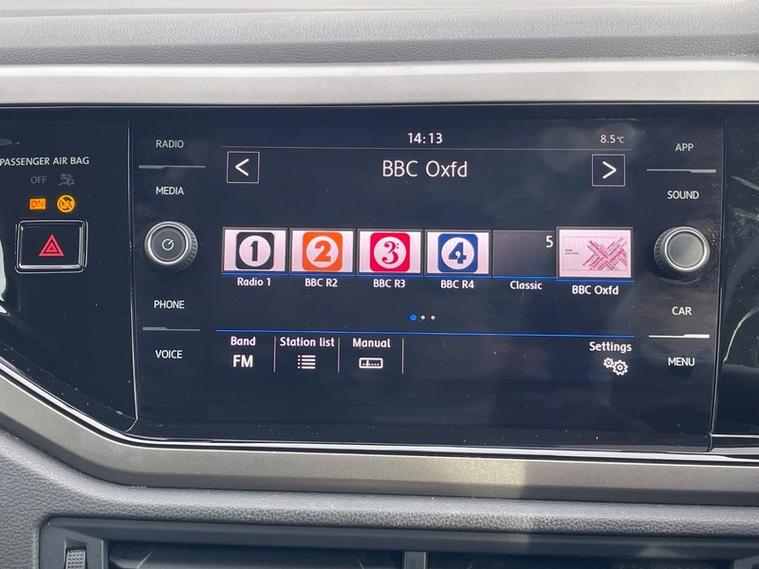 PASSENGER AIR BAG
OFF
ON
RADIO
MEDIA
PHONE
VOICE
14:13
8.5°C
BBC Oxfd
1
2
3
4
5
Radio 1
BBC R2
BBC R3
BBC R4
Classic
BBC Oxfd
Band
Station list
Manual
Settings
FM
APP
SOUND
CAR
MENU